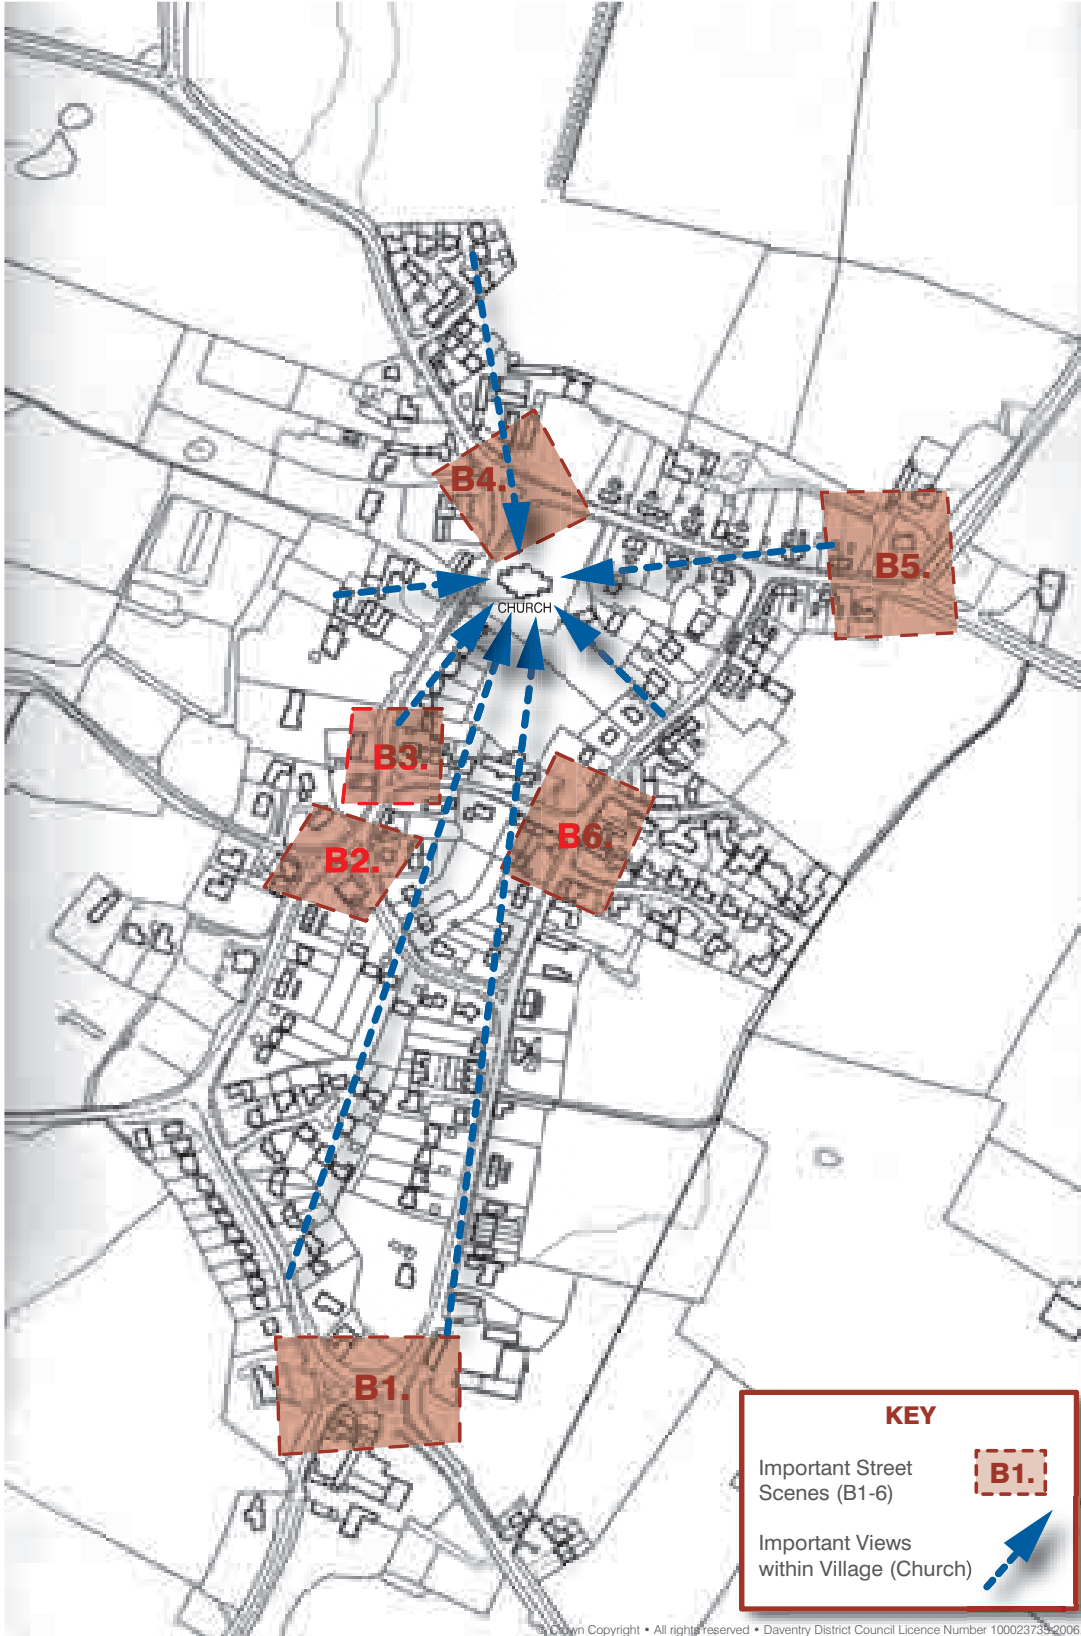 B4.
B5.
CHURCH
B3.
B6.
B2.
B1.
KEY
Important Street
Scenes (B1-6)
B1.
Important Views
within Village (Church)
© Crown Copyright • All rights reserved • Daventry District Council Licence Number 100023735-2006